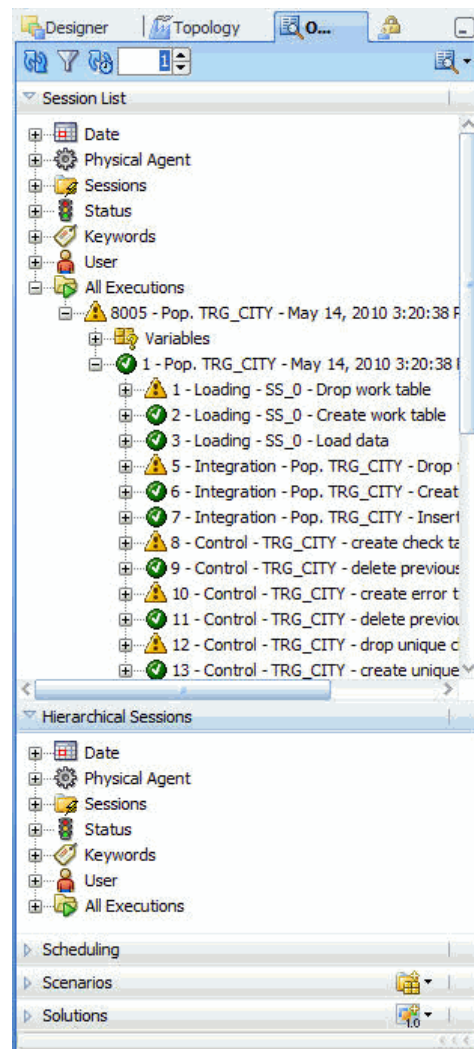 Designer Topology O...
1
Session List
Date
Physical Agent
Sessions
Status
Keywords
User
All Executions
8005 - Pop. TRG_CITY - May 14, 2010 3:20:38 P
Variables
1 - Pop. TRG_CITY - May 14, 2010 3:20:38
1 - Loading - SS_0 - Drop work table
2 - Loading - SS_0 - Create work table
3 - Loading - SS_0 - Load data
5 - Integration - Pop. TRG_CITY - Drop
6 - Integration - Pop. TRG_CITY - Creat
7 - Integration - Pop. TRG_CITY - Insert
8 - Control - TRG_CITY - create check ta
9 - Control - TRG_CITY - delete previous
10 - Control - TRG_CITY - create error t
11 - Control - TRG_CITY - delete previou
12 - Control - TRG_CITY - drop unique c
13 - Control - TRG_CITY - create unique
Hierarchical Sessions
Date
Physical Agent
Sessions
Status
Keywords
User
All Executions
Scheduling
Scenarios
Solutions
1.0